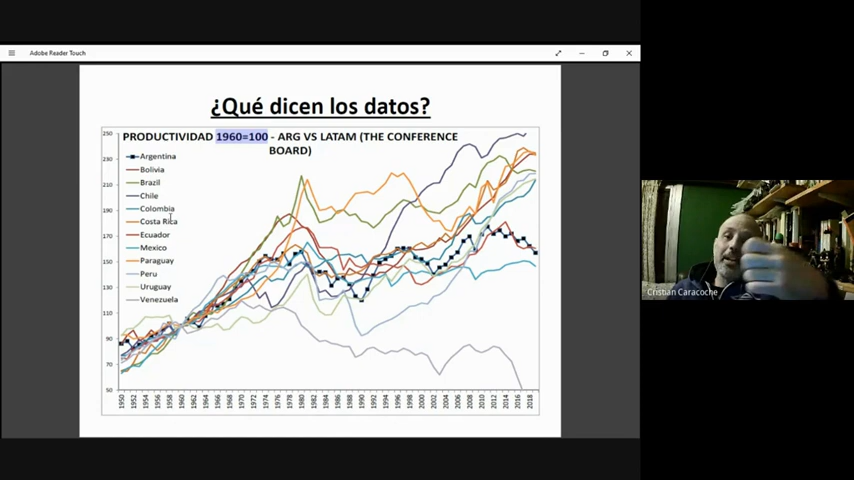 Adobe Reader Touch
¿Qué dicen los datos?
PRODUCTIVIDAD 1960=100 - ARG VS LATAM (THE CONFERENCE
BOARD)
250
230
210
190
170
150
130
110
90
70
50
Argentina
Bolivia
Brazil
Chile
Colombia
Costa Rica
Ecuador
Mexico
Paraguay
Peru
Uruguay
Venezuela
1950 1952 1954 1956 1958 1960 1962 1964 1966 1968 1970 1972 1974 1976 1978 1980 1982 1984 1986 1988 1990 1992 1994 1996 1998 2000 2002 2004 2006 2008 2010 2012 2014 2016 2018
Cristian Caracoche